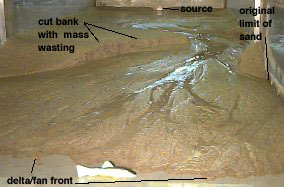 source
original
limit of
sand
cut bank
with mass
wasting
delta/fan front